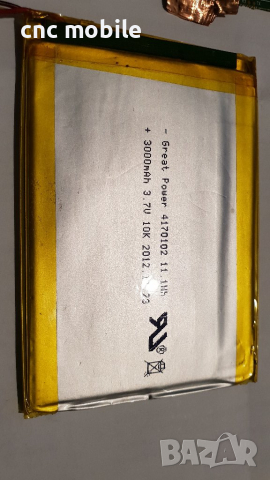 cnc mobile
- Great Power 4170102 11.1Wh
+ 3000mAh 3.7V 10K 2012.
BAZAR